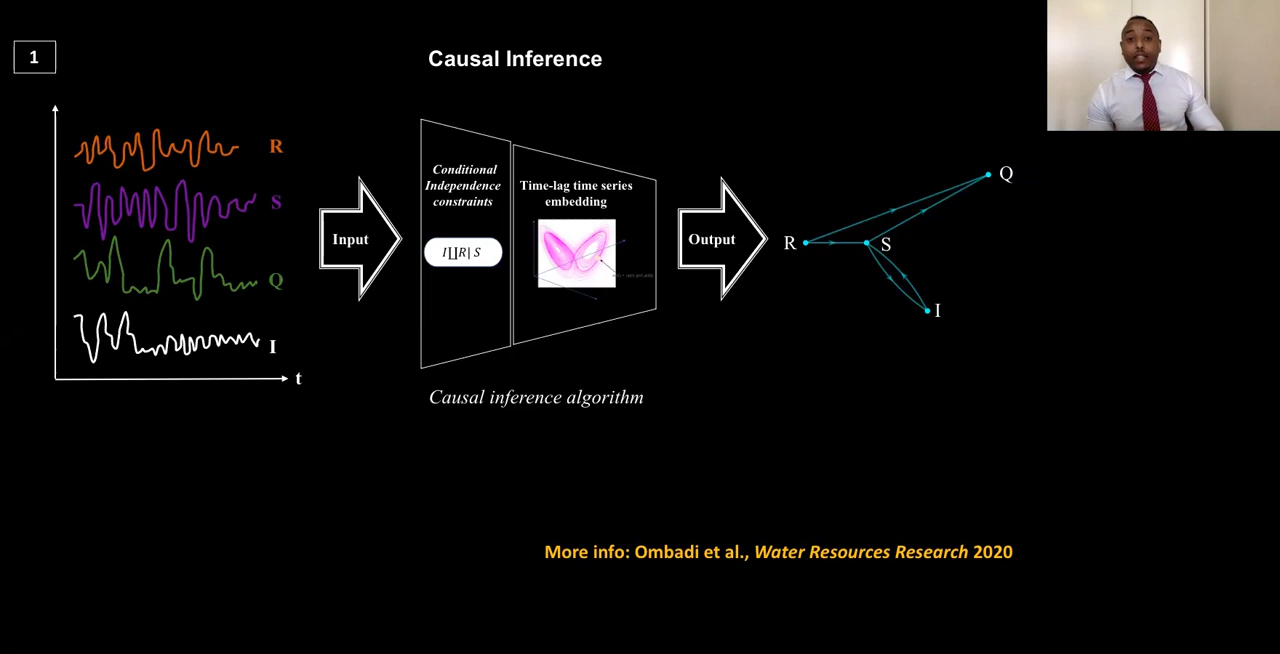 1
Causal Inference
R
S
Q
I
t
Input
Conditional
Independence
constraints
I∐R| S
Time-lag time series
embedding
Causal inference algorithm
Output
Q
R
S
I
More info: Ombadi et al., Water Resources Research 2020